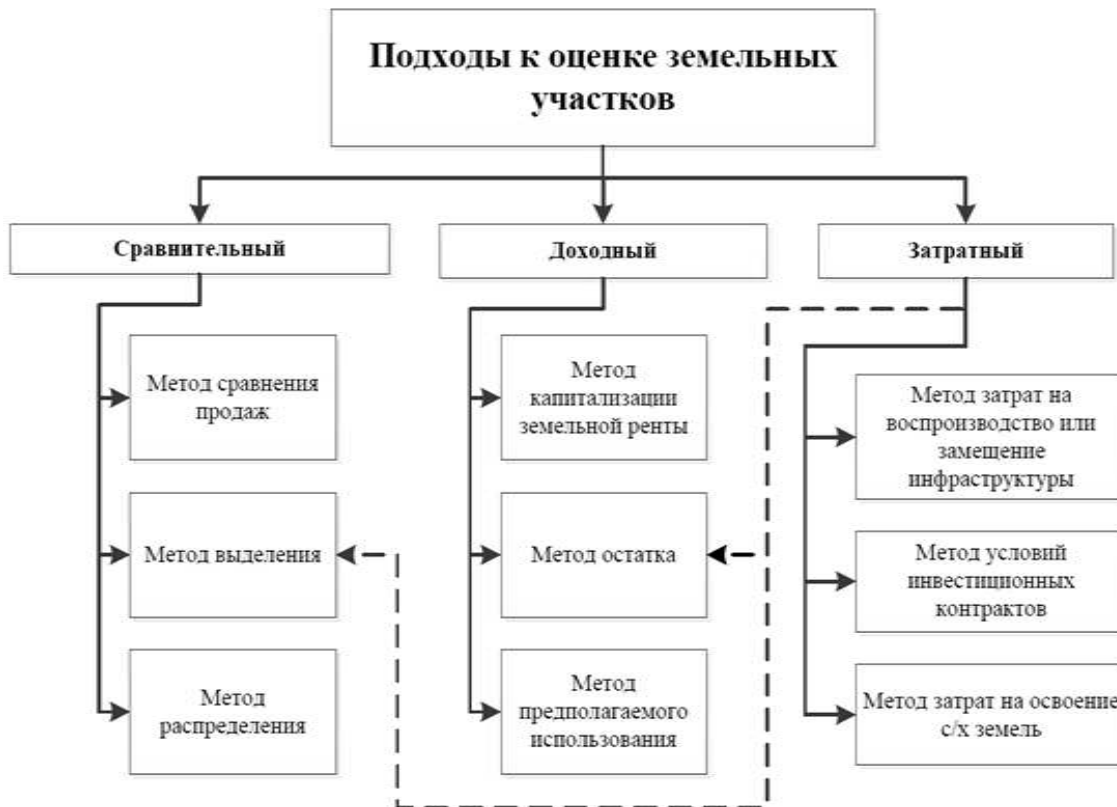 Подходы к оценке земельных
участков
Сравнительный
Доходный
Затратный
Метод сравнения
продаж
Метод выделения
Метод
распределения
Метод
капитализации
земельной ренты
Метод остатка
Метод
предполагаемого
использования
Метод затрат на
воспроизводство или
замещение
инфраструктуры
Метод условий
инвестиционных
контрактов
Метод затрат на освоение
с/х земель